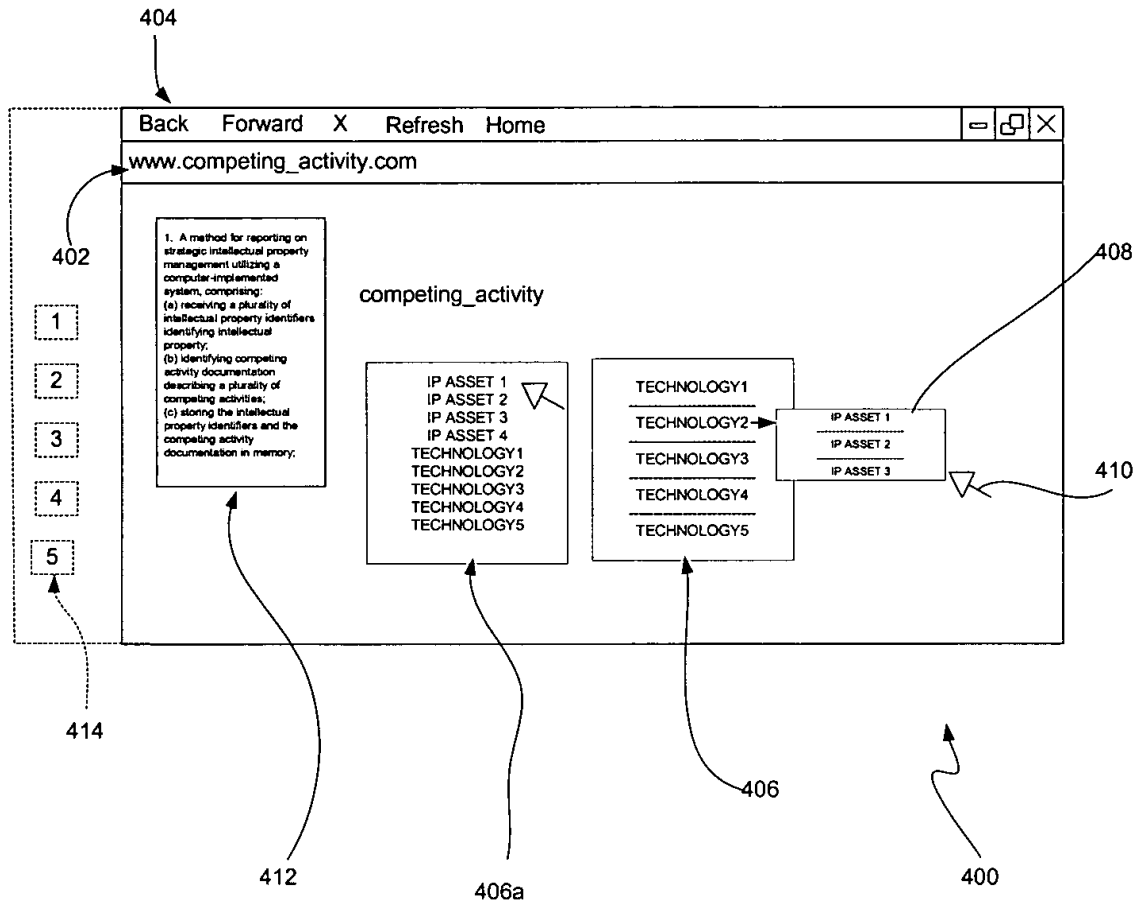 404
Back Forward X Refresh Home
www.competing_activity.com
402
1. A method for reporting on
strategic intellectual property
management utilizing a
computer-implemented
system, comprising:
(a) receiving a plurality of
intellectual property identifiers
identifying intellectual
property;
(b) identifying competing
activity documentation
describing a plurality of
competing activities;
(c) storing the intellectual
property identifiers and the
competing activity
documentation in memory;
competing_activity
IP ASSET 1
IP ASSET 2
IP ASSET 3
IP ASSET 4
TECHNOLOGY1
TECHNOLOGY2
TECHNOLOGY3
TECHNOLOGY4
TECHNOLOGY5
TECHNOLOGY1
TECHNOLOGY2
TECHNOLOGY3
TECHNOLOGY4
TECHNOLOGY5
IP ASSET 1
IP ASSET 2
IP ASSET 3
408
410
1
2
3
4
5
414
412
406a
406
400